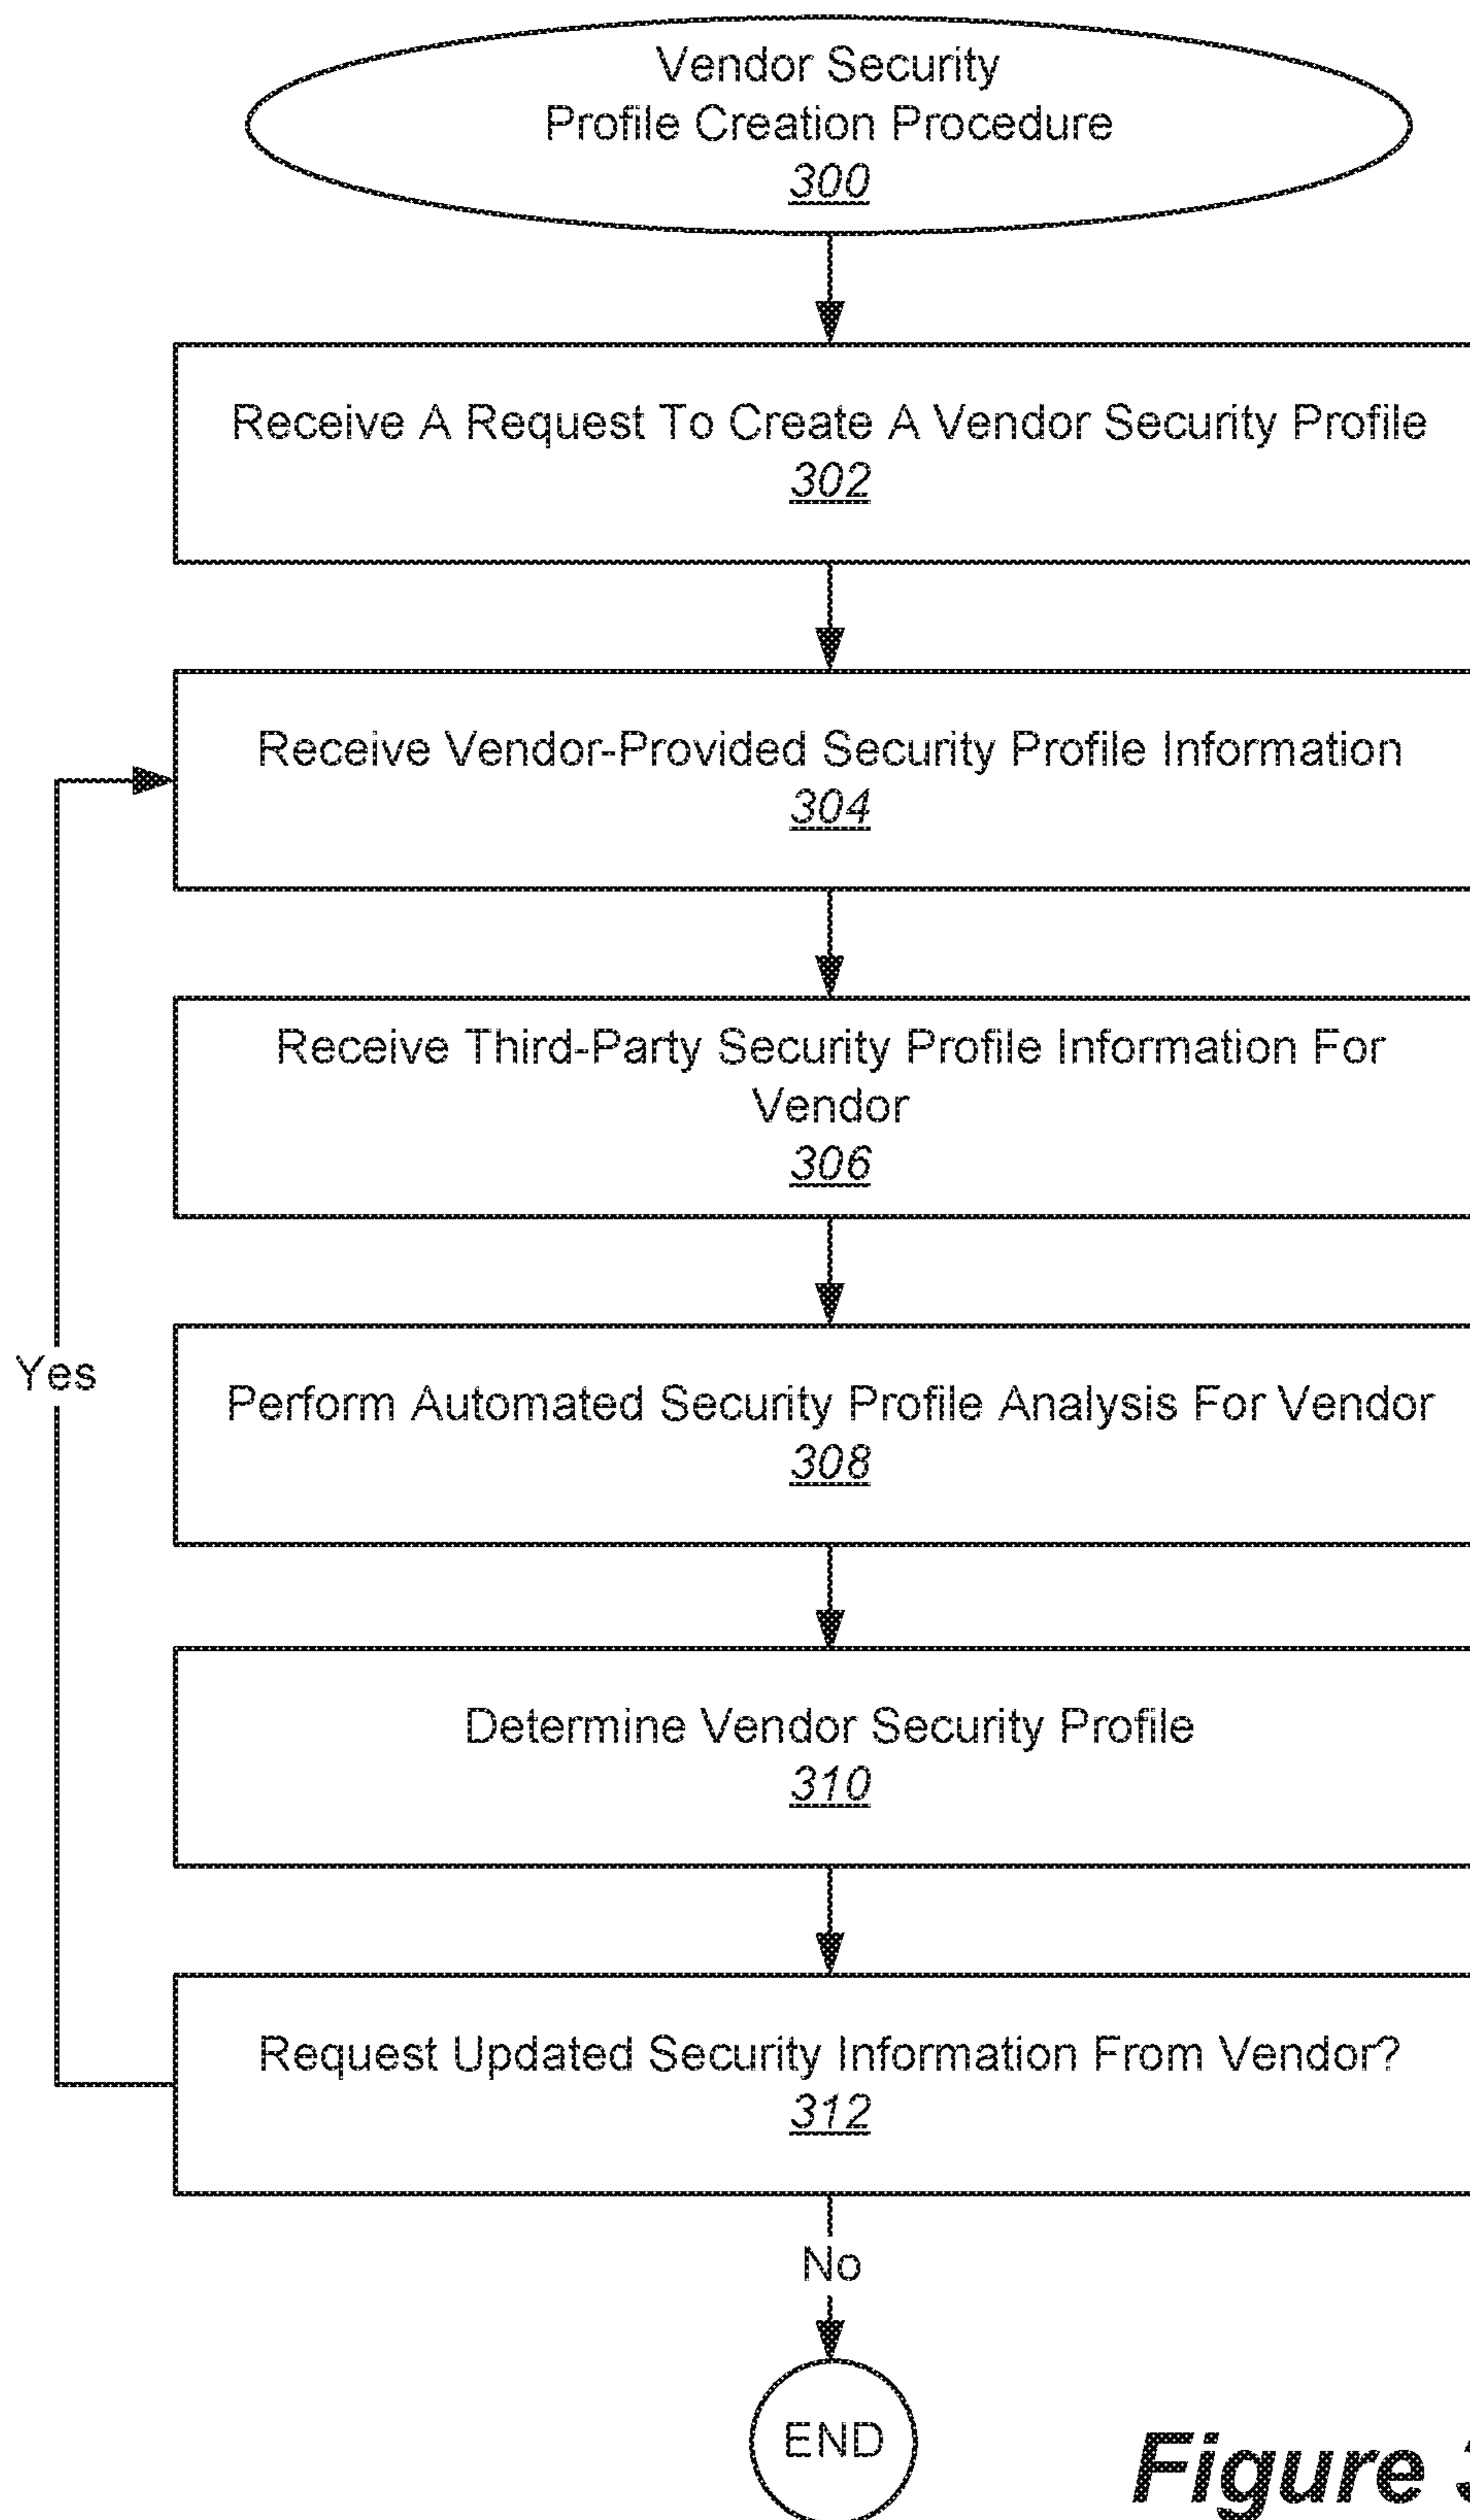 Vendor Security
Profile Creation Procedure
300
Receive A Request To Create A Vendor Security Profile
302
Receive Vendor-Provided Security Profile Information
304
Receive Third-Party Security Profile Information For
Vendor
306
Yes
Perform Automated Security Profile Analysis For Vendor
308
Determine Vendor Security Profile
310
Request Updated Security Information From Vendor?
312
No
END
Figure